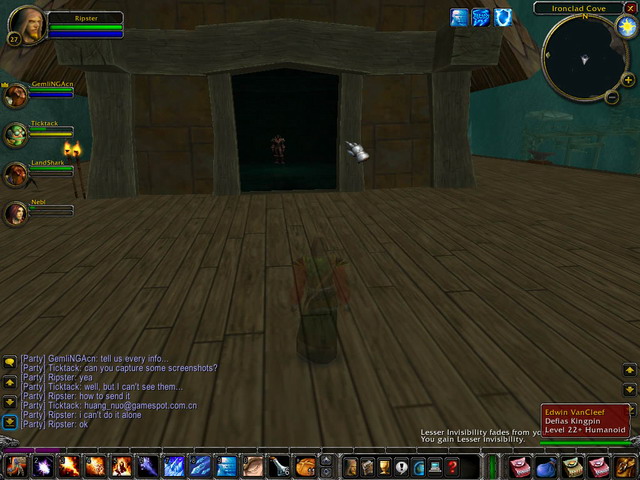 Ripster
Ironclad Cove
N
27
GemliNGAcn
Ticktack
LandShark
Nebl
[Party] GemliNGAcn: tell us every info...
[Party] Ticktack: can you capture some screenshots?
[Party] Ripster: yea
[Party] Ticktack: well, but I can't see them...
[Party] Ripster: how to send it
[Party] Ticktack: huang_nuo@gamespot.com.cn
[Party] Ripster: i can't do it alone
[Party] Ripster: ok
Lesser Invisibility fades from yo
You gain Lesser Invisibility.
Edwin VanCleef
Defias Kingpin
Level 22+ Humanoid